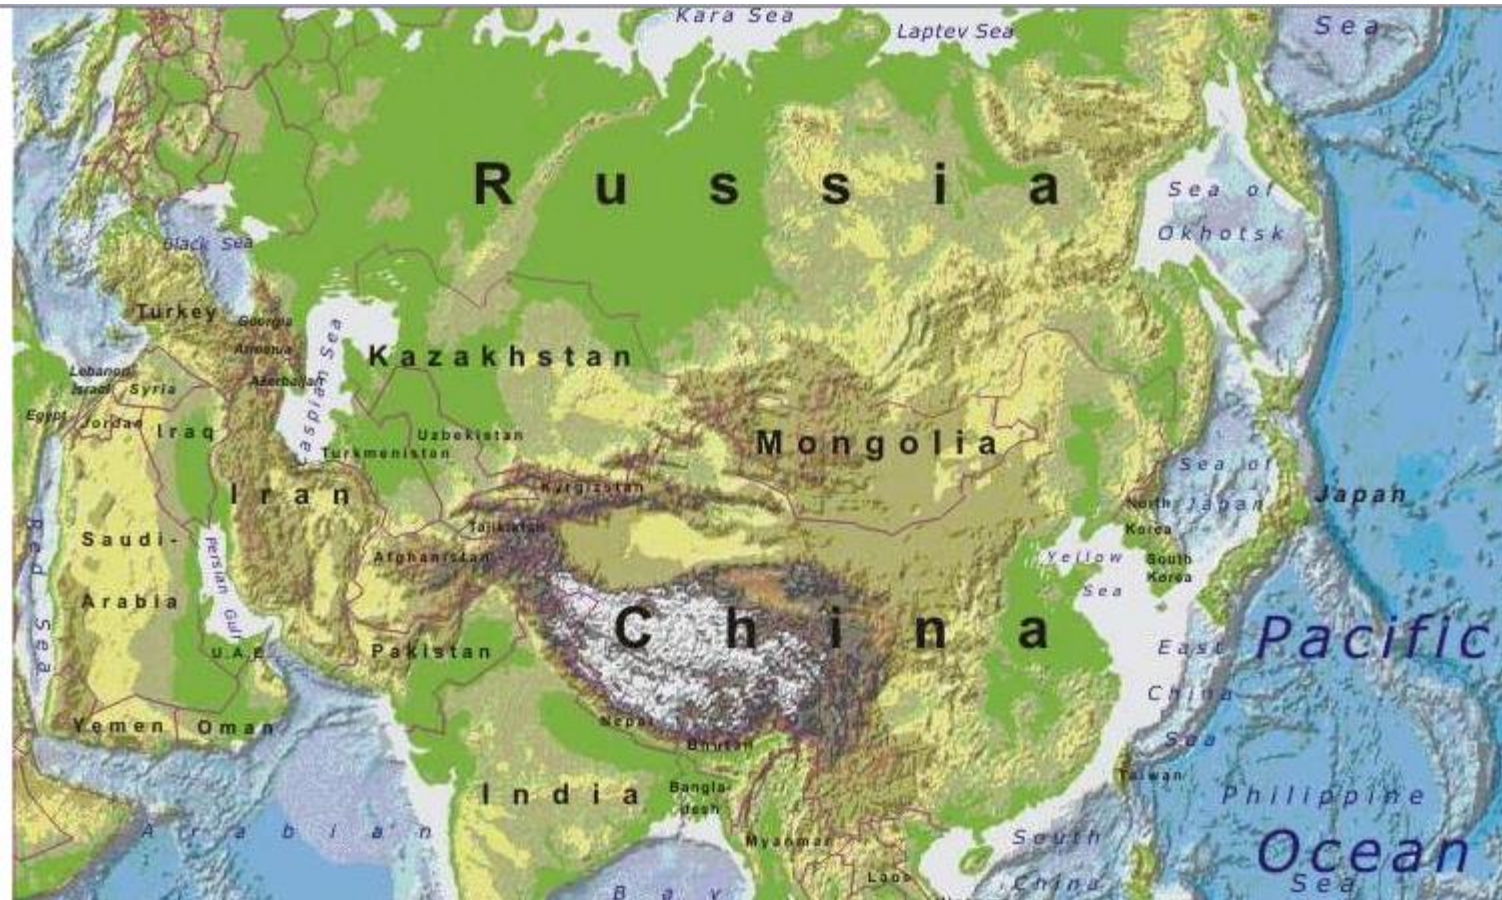 Kara Sea
Laptev Sea
Sea
Russia
Sea of
Okhotsk
Black Sea
Turkey
Georgia
Armenia
Azerbaijan
Caspian Sea
Kazakhstan
Lebanon
Israel
Syria
Egypt
Jordan
Iraq
Uzbekistan
Turkmenistan
Mongolia
Sea of
Japan
Japan
Iran
Kyrgizstan
Tajikistan
North
Korea
South
Korea
Yellow
Sea
Red Sea
Saudi-
Arabia
Persian Gulf
Afghanistan
China
Pacific
Ocean
Pakistan
U.A.E.
East
China
Sea
Yemen
Oman
Nepal
Bhutan
Taiwan
India
Bangla-
desh
Philippine
Sea
Arabian
Myanmar
South
China
Laos
Bay